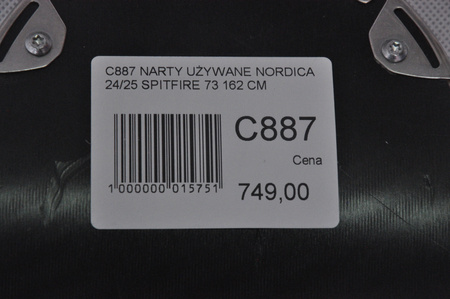 C887 NARTY UŻYWANE NORDICA
24/25 SPITFIRE 73 162 CM
C887
Cena
749,00
1 000000 015751